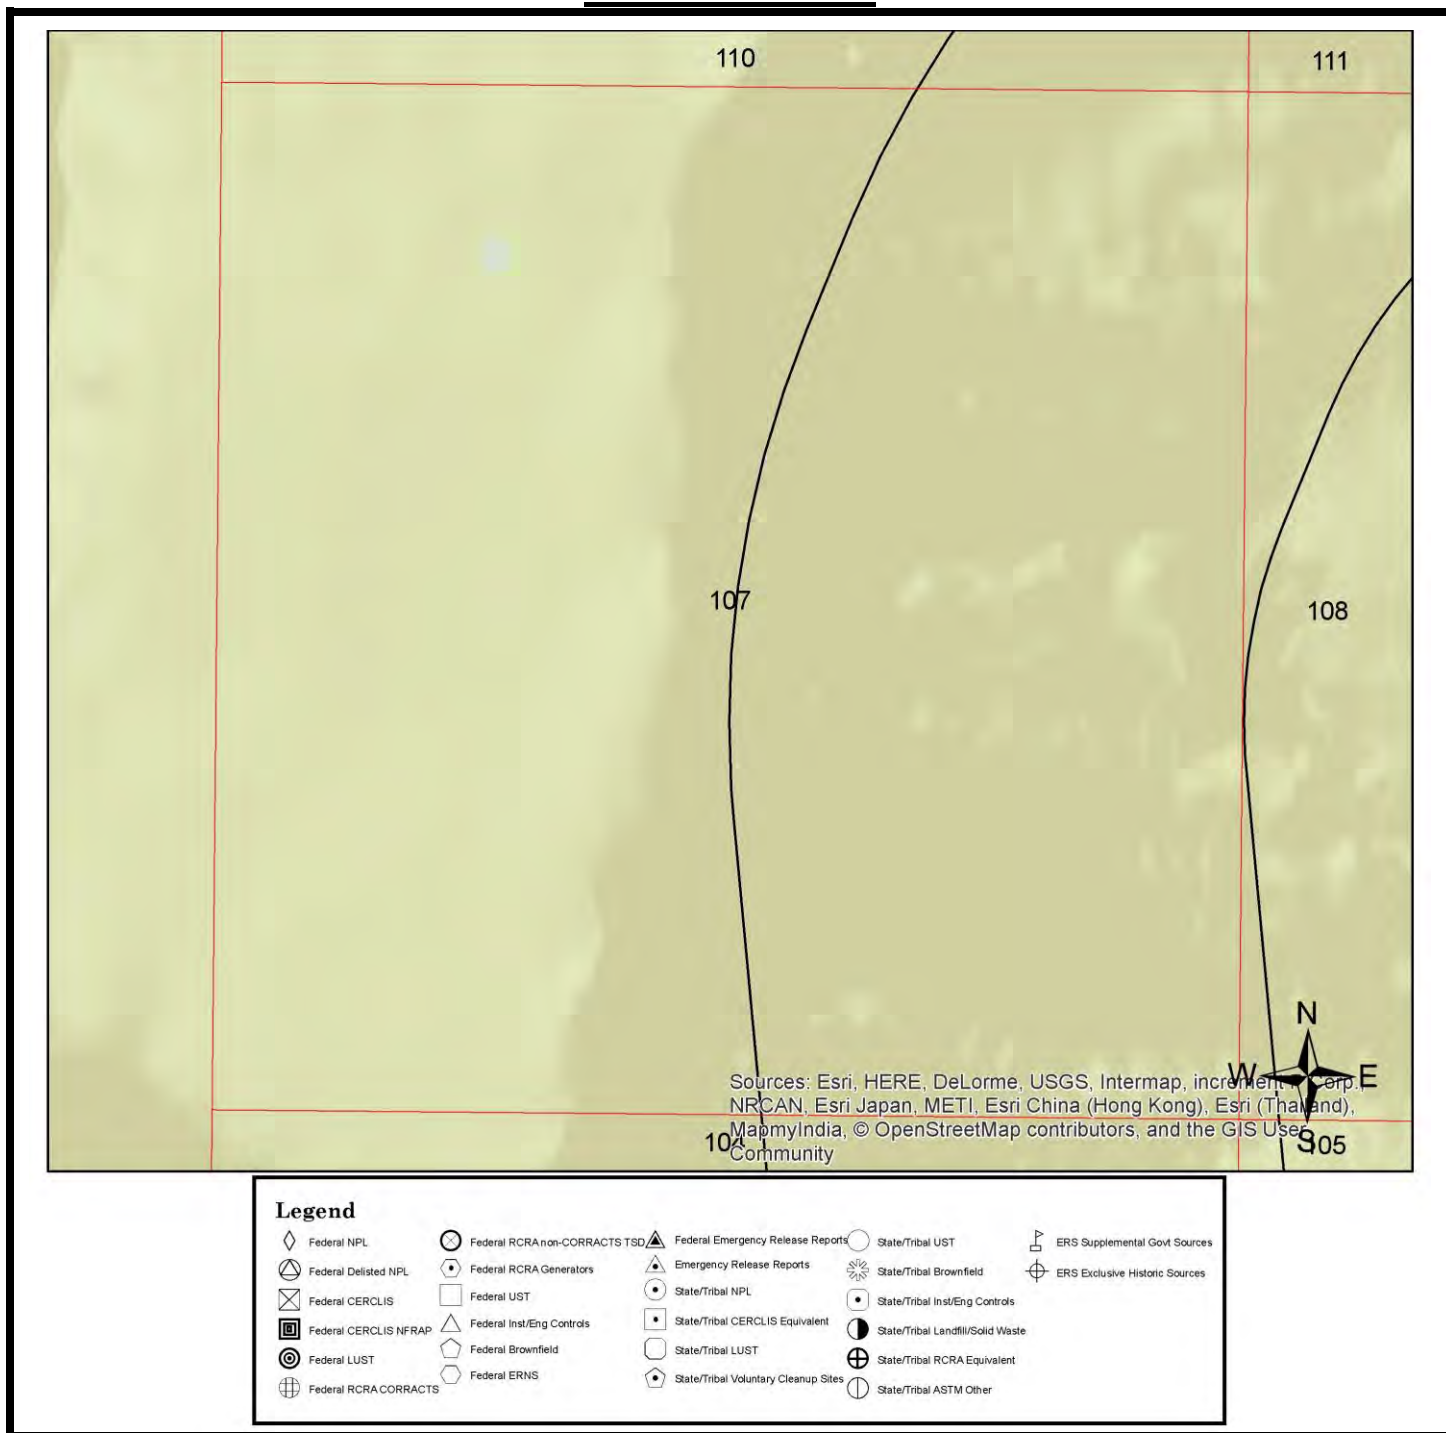 110
111
107
108
N
W
E
S
Sources: Esri, HERE, DeLorme, USGS, Intermap, increment P Corp.,
NRCAN, Esri Japan, METI, Esri China (Hong Kong), Esri (Thailand),
MapmyIndia, © OpenStreetMap contributors, and the GIS User
Community
104
105
Legend
Federal NPL
Federal Delisted NPL
Federal CERCLIS
Federal CERCLIS NFRAP
Federal LUST
Federal RCRA CORRACTS
Federal RCRA non-CORRACTS TSD
Federal RCRA Generators
Federal UST
Federal Inst/Eng Controls
Federal Brownfield
Federal ERNS
Federal Emergency Release Reports
Emergency Release Reports
State/Tribal NPL
State/Tribal CERCLIS Equivalent
State/Tribal LUST
State/Tribal Voluntary Cleanup Sites
State/Tribal UST
State/Tribal Brownfield
State/Tribal Inst/Eng Controls
State/Tribal Landfill/Solid Waste
State/Tribal RCRA Equivalent
State/Tribal ASTM Other
ERS Supplemental Govt Sources
ERS Exclusive Historic Sources